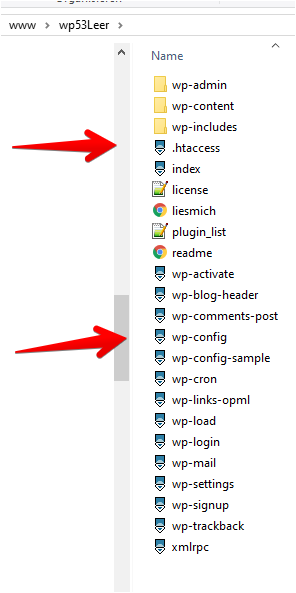 www > wp53Leer >
Name
wp-admin
wp-content
wp-includes
.htaccess
index
license
liesmich
plugin_list
readme
wp-activate
wp-blog-header
wp-comments-post
wp-config
wp-config-sample
wp-cron
wp-links-opml
wp-load
wp-login
wp-mail
wp-settings
wp-signup
wp-trackback
xmlrpc